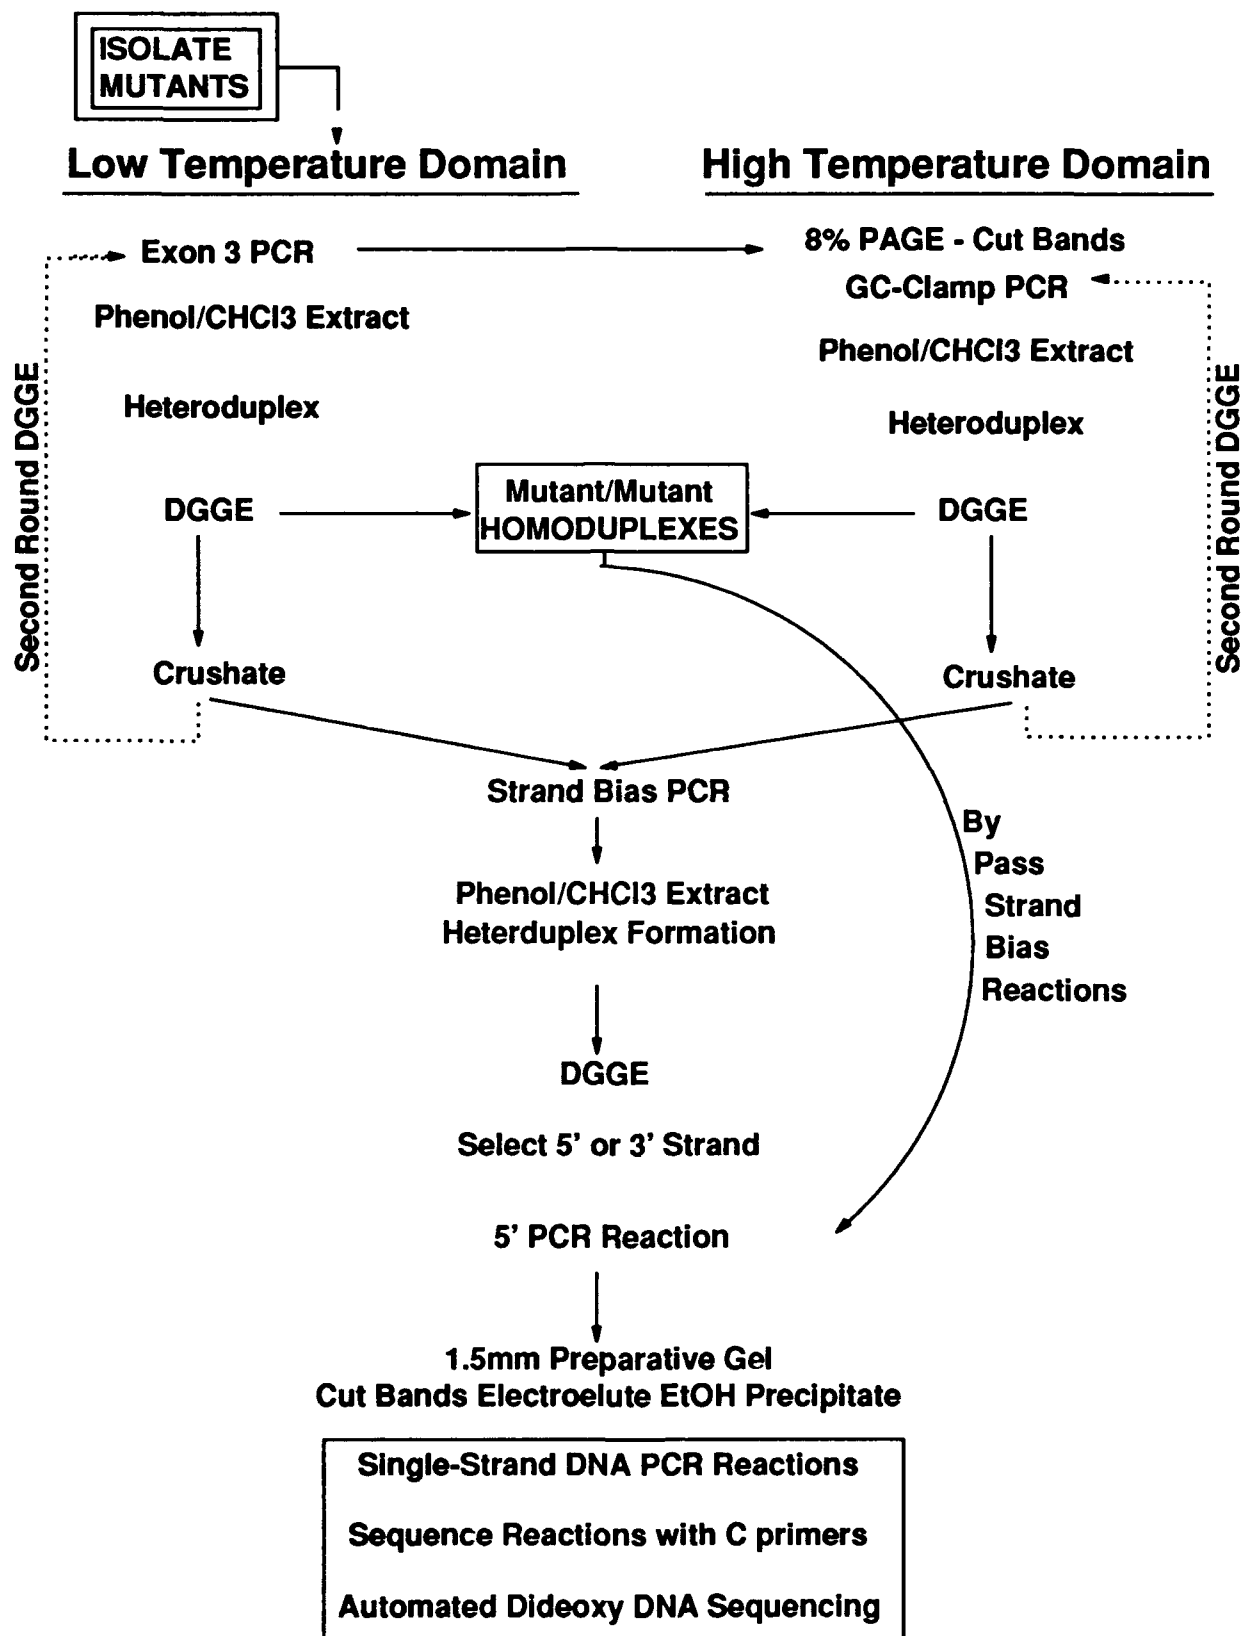 ISOLATE
MUTANTS
Low Temperature Domain
High Temperature Domain
Exon 3 PCR
8% PAGE - Cut Bands
GC-Clamp PCR
Phenol/CHCl3 Extract
Phenol/CHCl3 Extract
Heteroduplex
Heteroduplex
Second Round DGGE
Second Round DGGE
DGGE
Mutant/Mutant
HOMODUPLEXES
DGGE
Crushate
Crushate
Strand Bias PCR
By
Pass
Strand
Bias
Reactions
Phenol/CHCl3 Extract
Heterduplex Formation
DGGE
Select 5' or 3' Strand
5' PCR Reaction
1.5mm Preparative Gel
Cut Bands Electroelute EtOH Precipitate
Single-Strand DNA PCR Reactions
Sequence Reactions with C primers
Automated Dideoxy DNA Sequencing